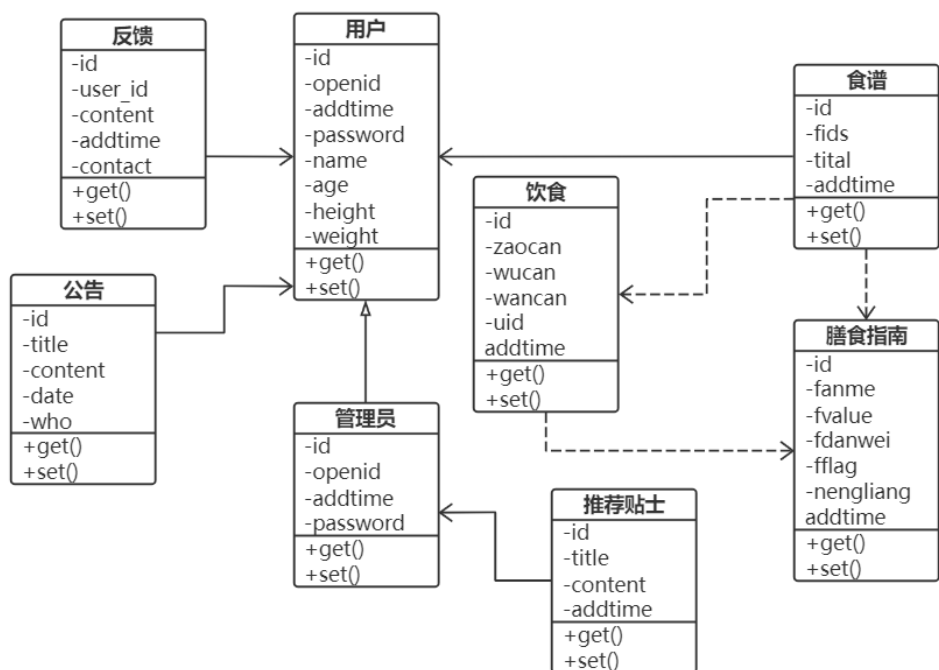 反馈
-id
-user_id
-content
-addtime
-contact
+get()
+set()
用户
-id
-openid
-addtime
-password
-name
-age
-height
-weight
+get()
+set()
食谱
-id
-fids
-tital
-addtime
+get()
+set()
饮食
-id
-zaocan
-wucan
-wancan
-uid
addtime
+get()
+set()
公告
-id
-title
-content
-date
-who
+get()
+set()
膳食指南
-id
-fanme
-fvalue
-fdanwei
-fflag
-nengliang
addtime
+get()
+set()
管理员
-id
-openid
-addtime
-password
+get()
+set()
推荐贴士
-id
-title
-content
-addtime
+get()
+set()